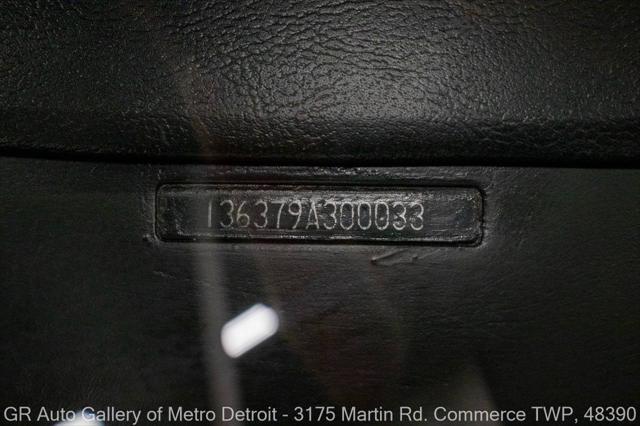 136379A300033
GR Auto Gallery of Metro Detroit - 3175 Martin Rd. Commerce TWP, 48390